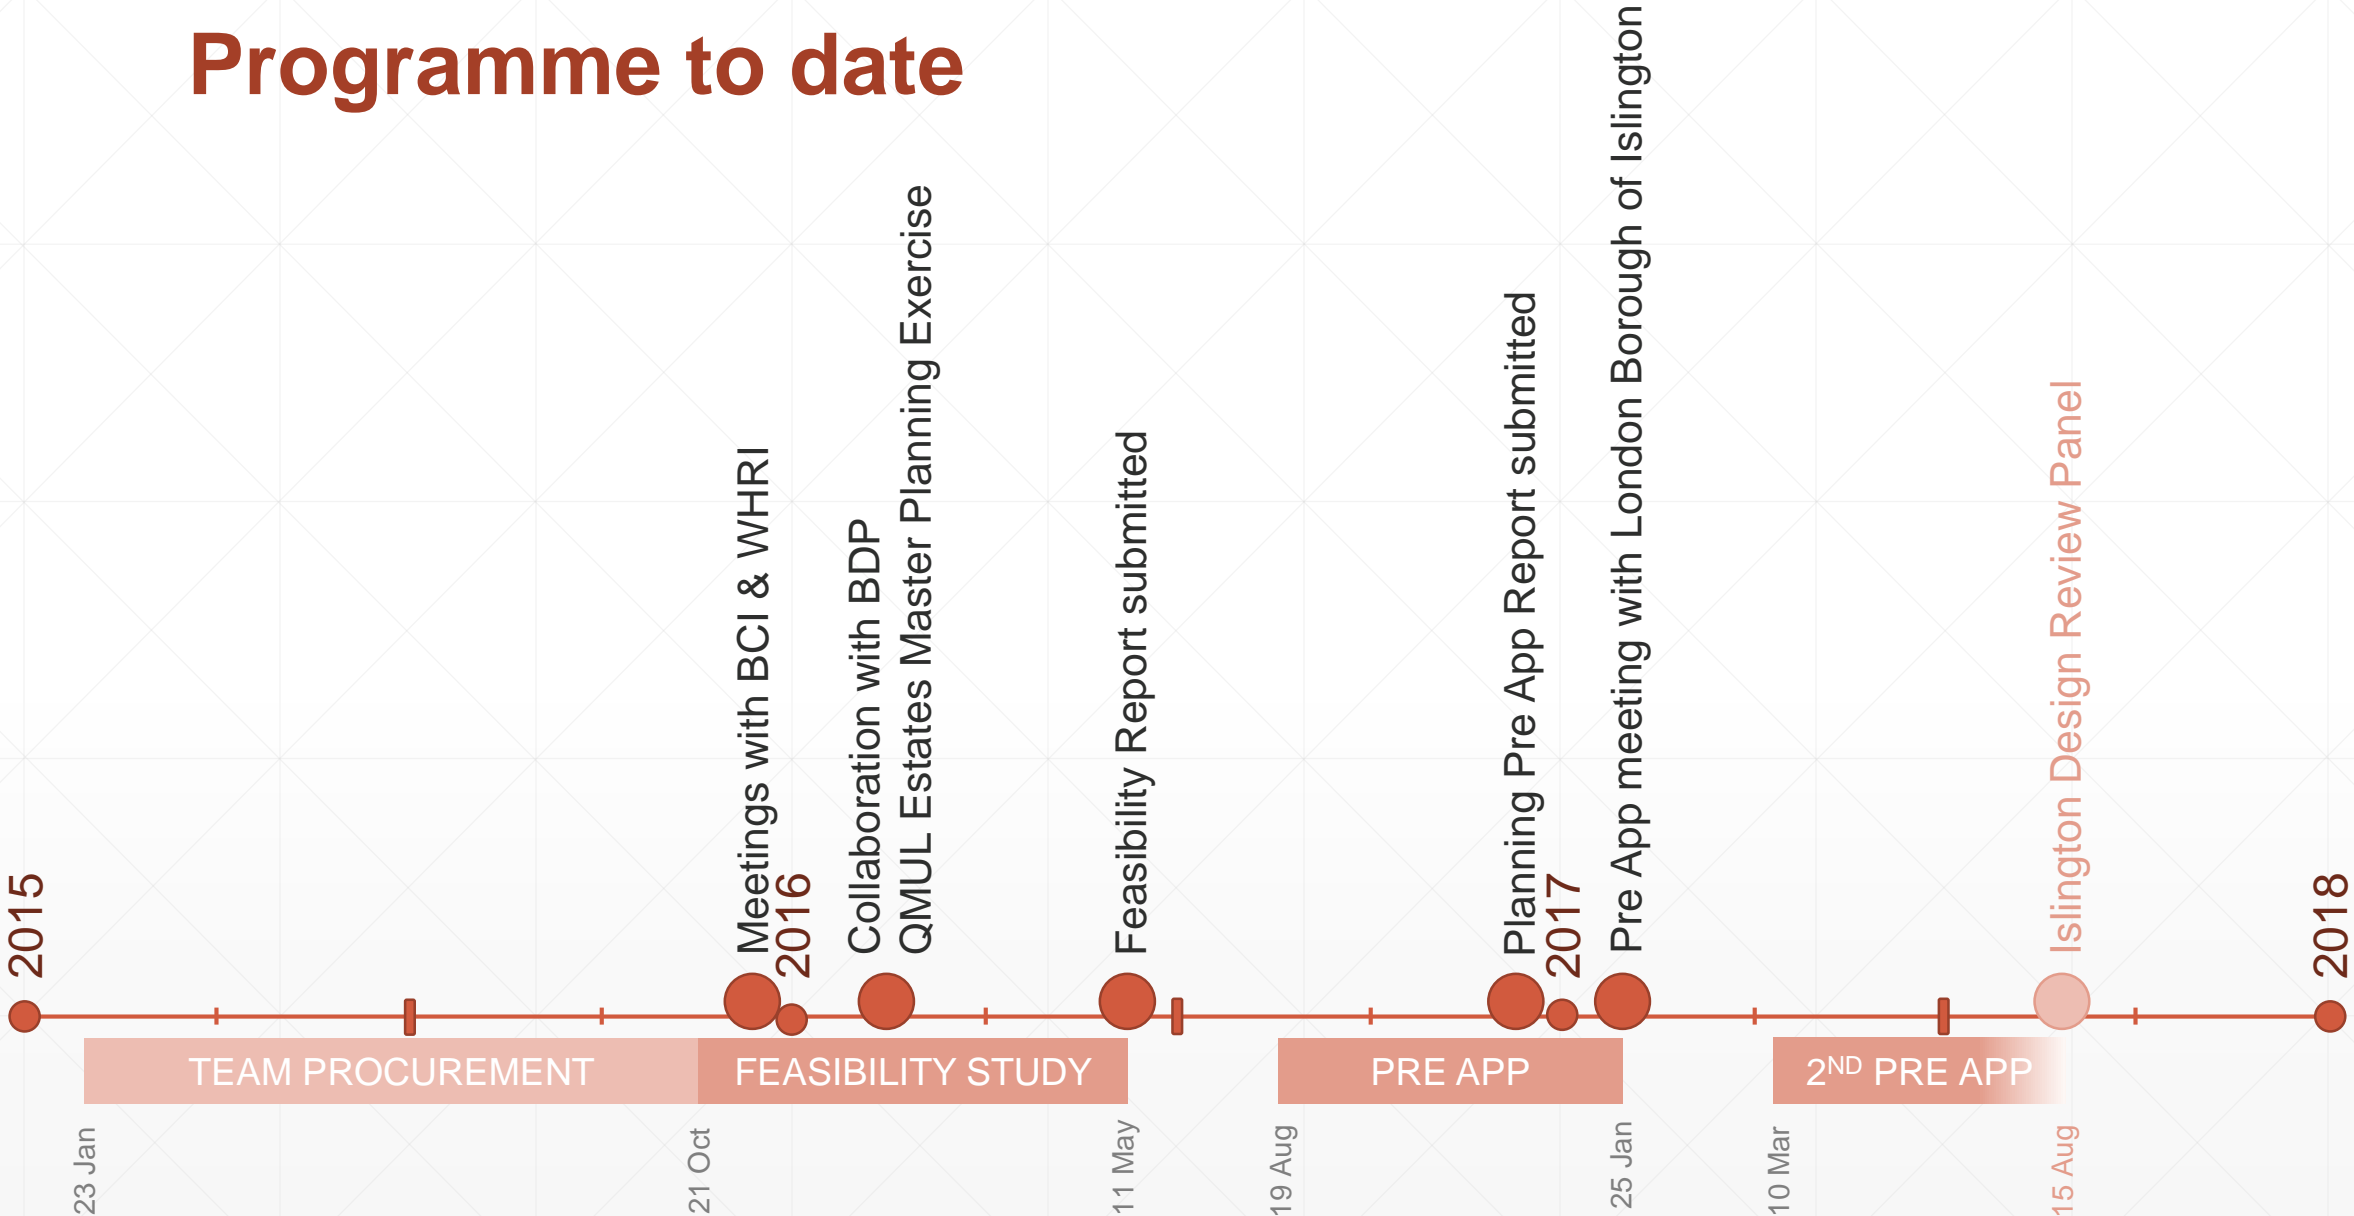 Programme to date
2015
Meetings with BCI & WHRI
2016
Collaboration with BDP
QMUL Estates Master Planning Exercise
Feasibility Report submitted
Planning Pre App Report submitted
2017
Pre App meeting with London Borough of Islington
Islington Design Review Panel
2018
TEAM PROCUREMENT
FEASIBILITY STUDY
PRE APP
2ND PRE APP
23 Jan
21 Oct
11 May
19 Aug
25 Jan
10 Mar
15 Aug